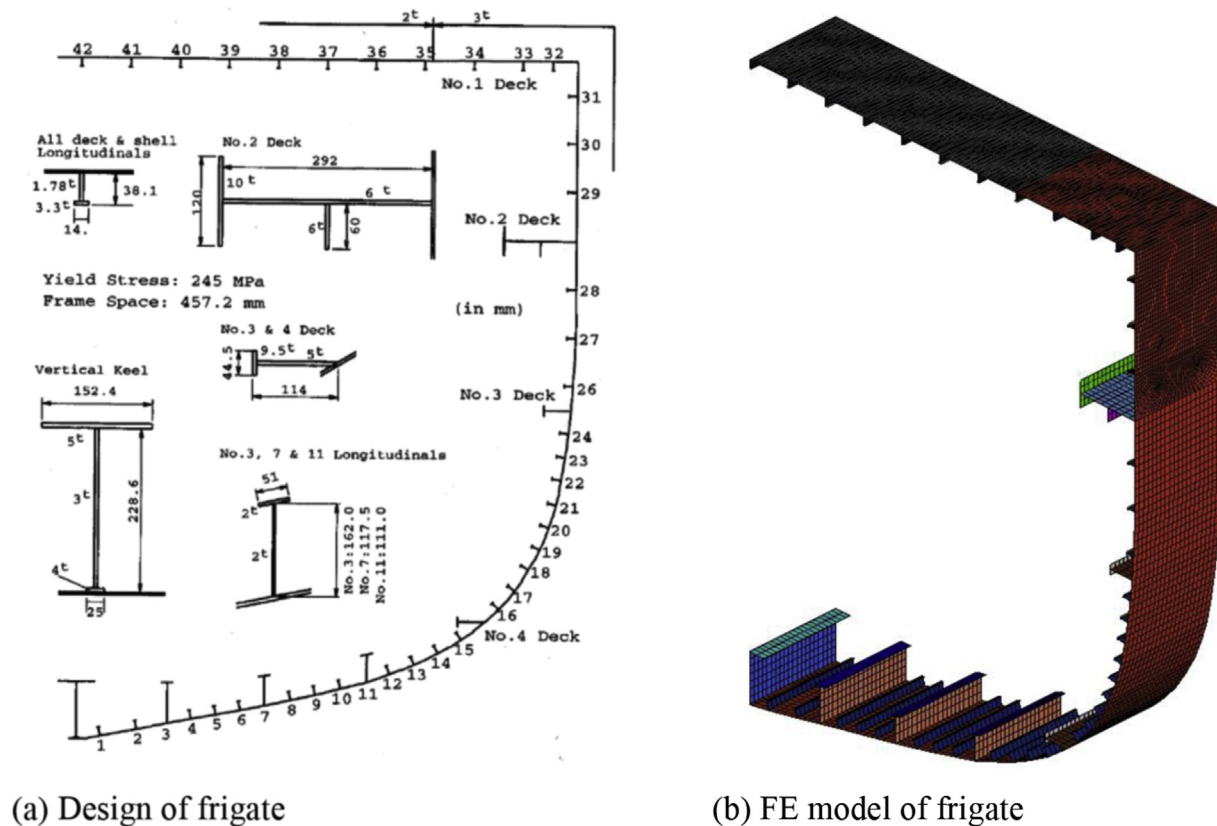 2t 3t
42 41 40 39 38 37 36 35 34 33 32
No.1 Deck
31
30
29
28
27
26
24
23
22
21
20
19
18
17
16
15
14
13
12
11
10
9
8
7
6
5
4
3
2
1
All deck & shell
Longitudinals
1.78t
38.1
3.3t
14.
No.2 Deck
292
10t
6t
120
6t
60
No.2 Deck
Yield Stress: 245 MPa
Frame Space: 457.2 mm
(in mm)
No.3 & 4 Deck
9.5t
5t
44.5
114
No.3 Deck
Vertical Keel
152.4
5t
3t
228.6
4t
25
No.3, 7 & 11 Longitudinals
51
2t
2t
No.3:162.0
No.7:117.5
No.11:111.0
No.4 Deck
(a) Design of frigate
(b) FE model of frigate